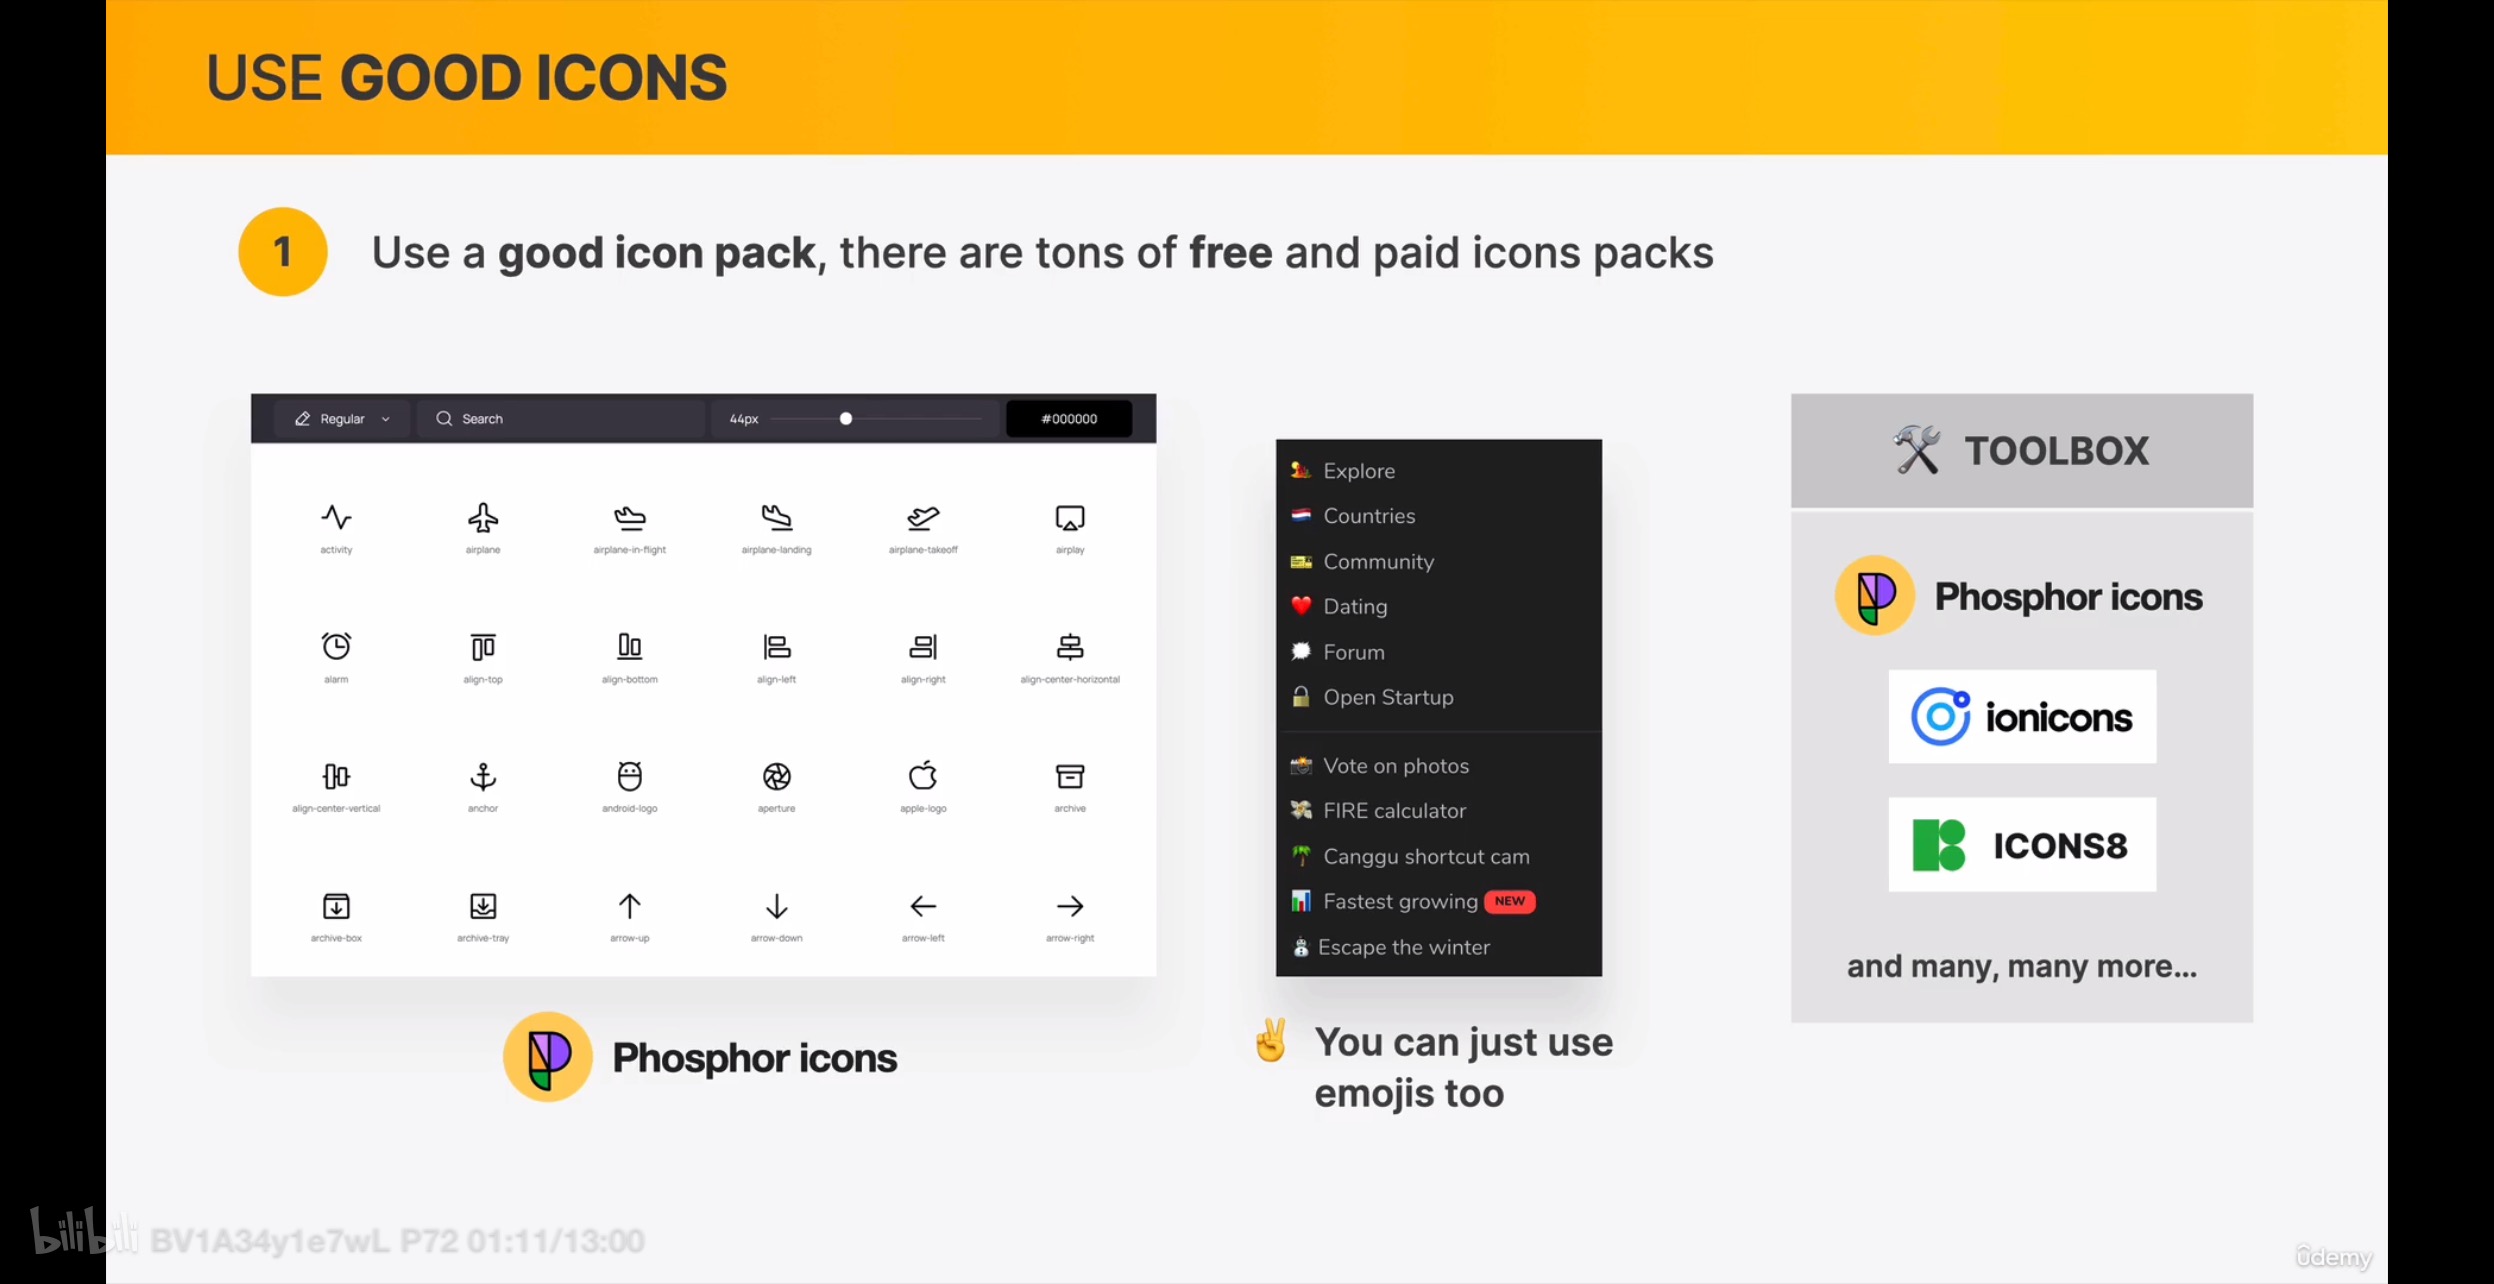 USE GOOD ICONS
1
Use a good icon pack, there are tons of free and paid icons packs
Regular
Search
44px
#000000
activity
airplane
airplane-in-flight
airplane-landing
airplane-takeoff
airplay
alarm
align-top
align-bottom
align-left
align-right
align-center-horizontal
align-center-vertical
anchor
android-logo
aperture
apple-logo
archive
archive-box
archive-tray
arrow-up
arrow-down
arrow-left
arrow-right
Phosphor icons
Explore
Countries
Community
Dating
Forum
Open Startup
Vote on photos
FIRE calculator
Canggu shortcut cam
Fastest growing NEW
Escape the winter
You can just use
emojis too
TOOLBOX
Phosphor icons
ionicons
ICONS8
and many, many more...
bilibili BV1A34y1e7wL P72 01:11/13:00
ûdemy